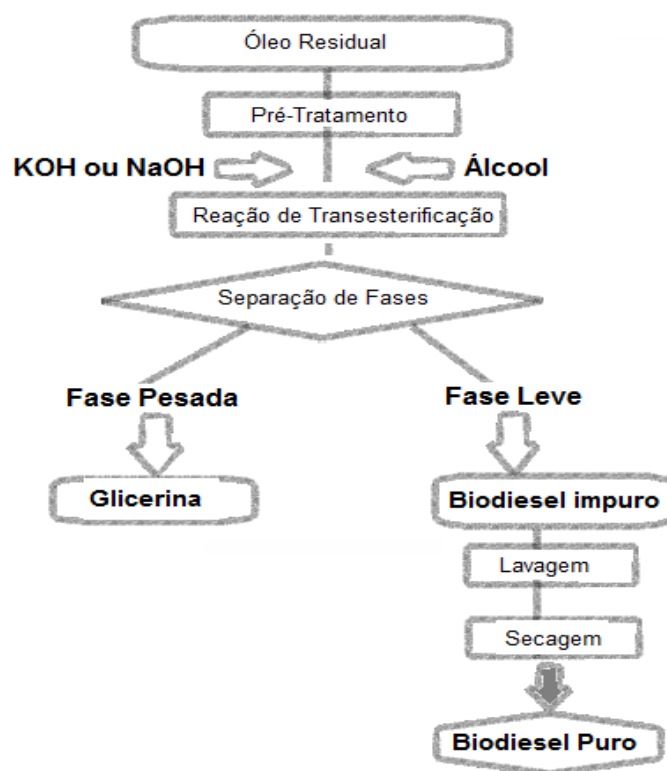 Óleo Residual
Pré-Tratamento
KOH ou NaOH
Álcool
Reação de Transesterificação
Separação de Fases
Fase Pesada
Fase Leve
Glicerina
Biodiesel impuro
Lavagem
Secagem
Biodiesel Puro